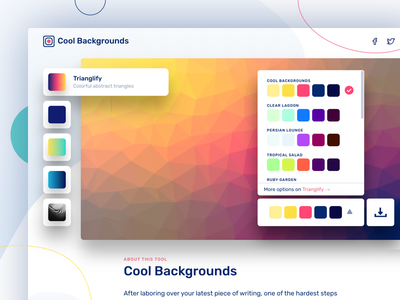 Cool Backgrounds
Trianglify
Colorful abstract triangles
COOL BACKGROUNDS
CLEAR LAGOON
PERSIAN LOUNGE
TROPICAL SALAD
RUBY GARDEN
More options on Trianglify →
ABOUT THIS TOOL
Cool Backgrounds
After laboring over your latest piece of writing, one of the hardest steps